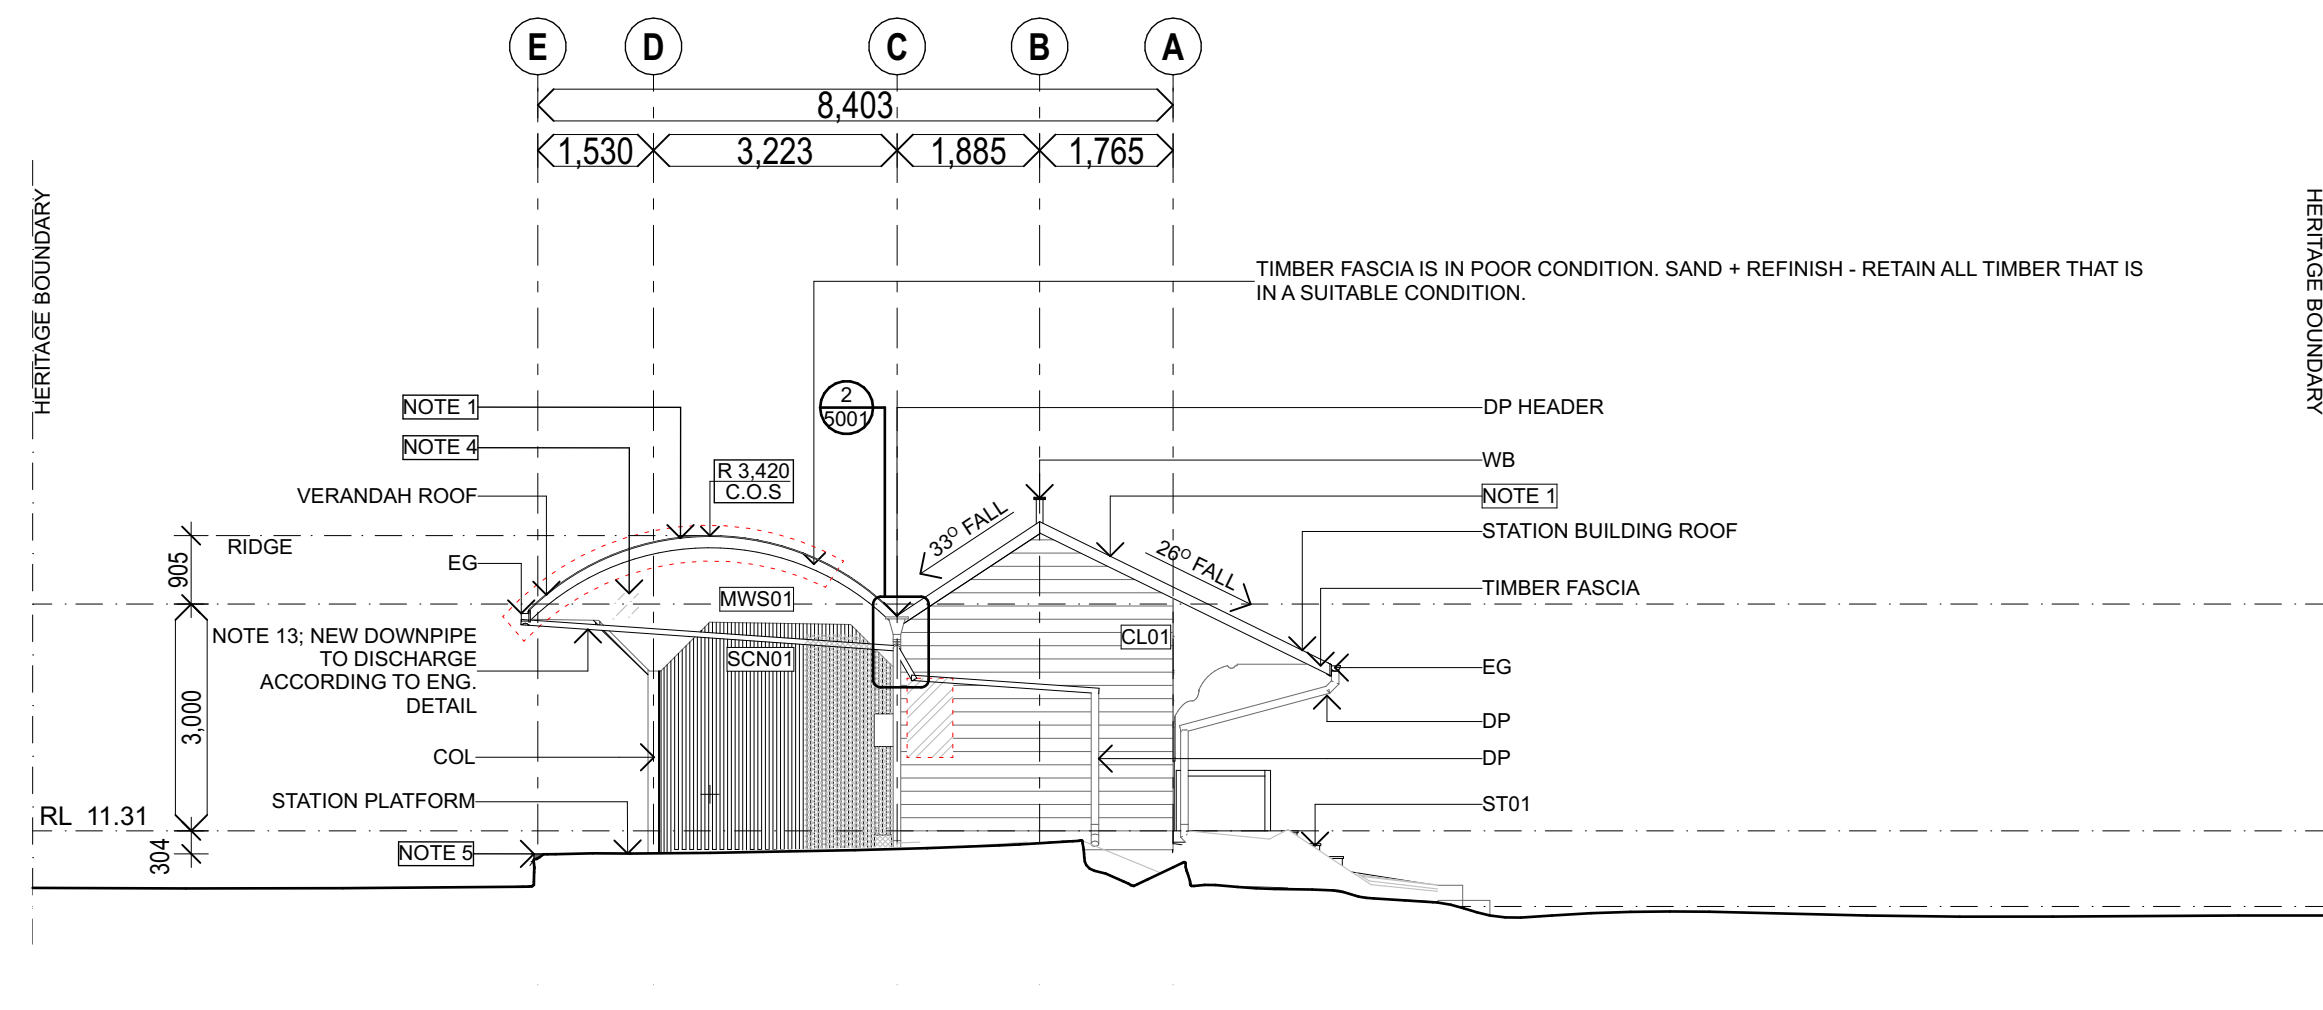 E D C B A
8,403
1,530 3,223 1,885 1,765
HERITAGE BOUNDARY
HERITAGE BOUNDARY
TIMBER FASCIA IS IN POOR CONDITION. SAND + REFINISH - RETAIN ALL TIMBER THAT IS
IN A SUITABLE CONDITION.
NOTE 1
2
5001
DP HEADER
NOTE 4
R 3,420
C.O.S
WB
VERANDAH ROOF
NOTE 1
33O FALL
STATION BUILDING ROOF
RIDGE
26O FALL
905
EG
TIMBER FASCIA
MWS01
NOTE 13; NEW DOWNPIPE
TO DISCHARGE
ACCORDING TO ENG.
DETAIL
CL01
SCN01
EG
3,000
DP
COL
DP
STATION PLATFORM
ST01
RL 11.31
NOTE 5
304